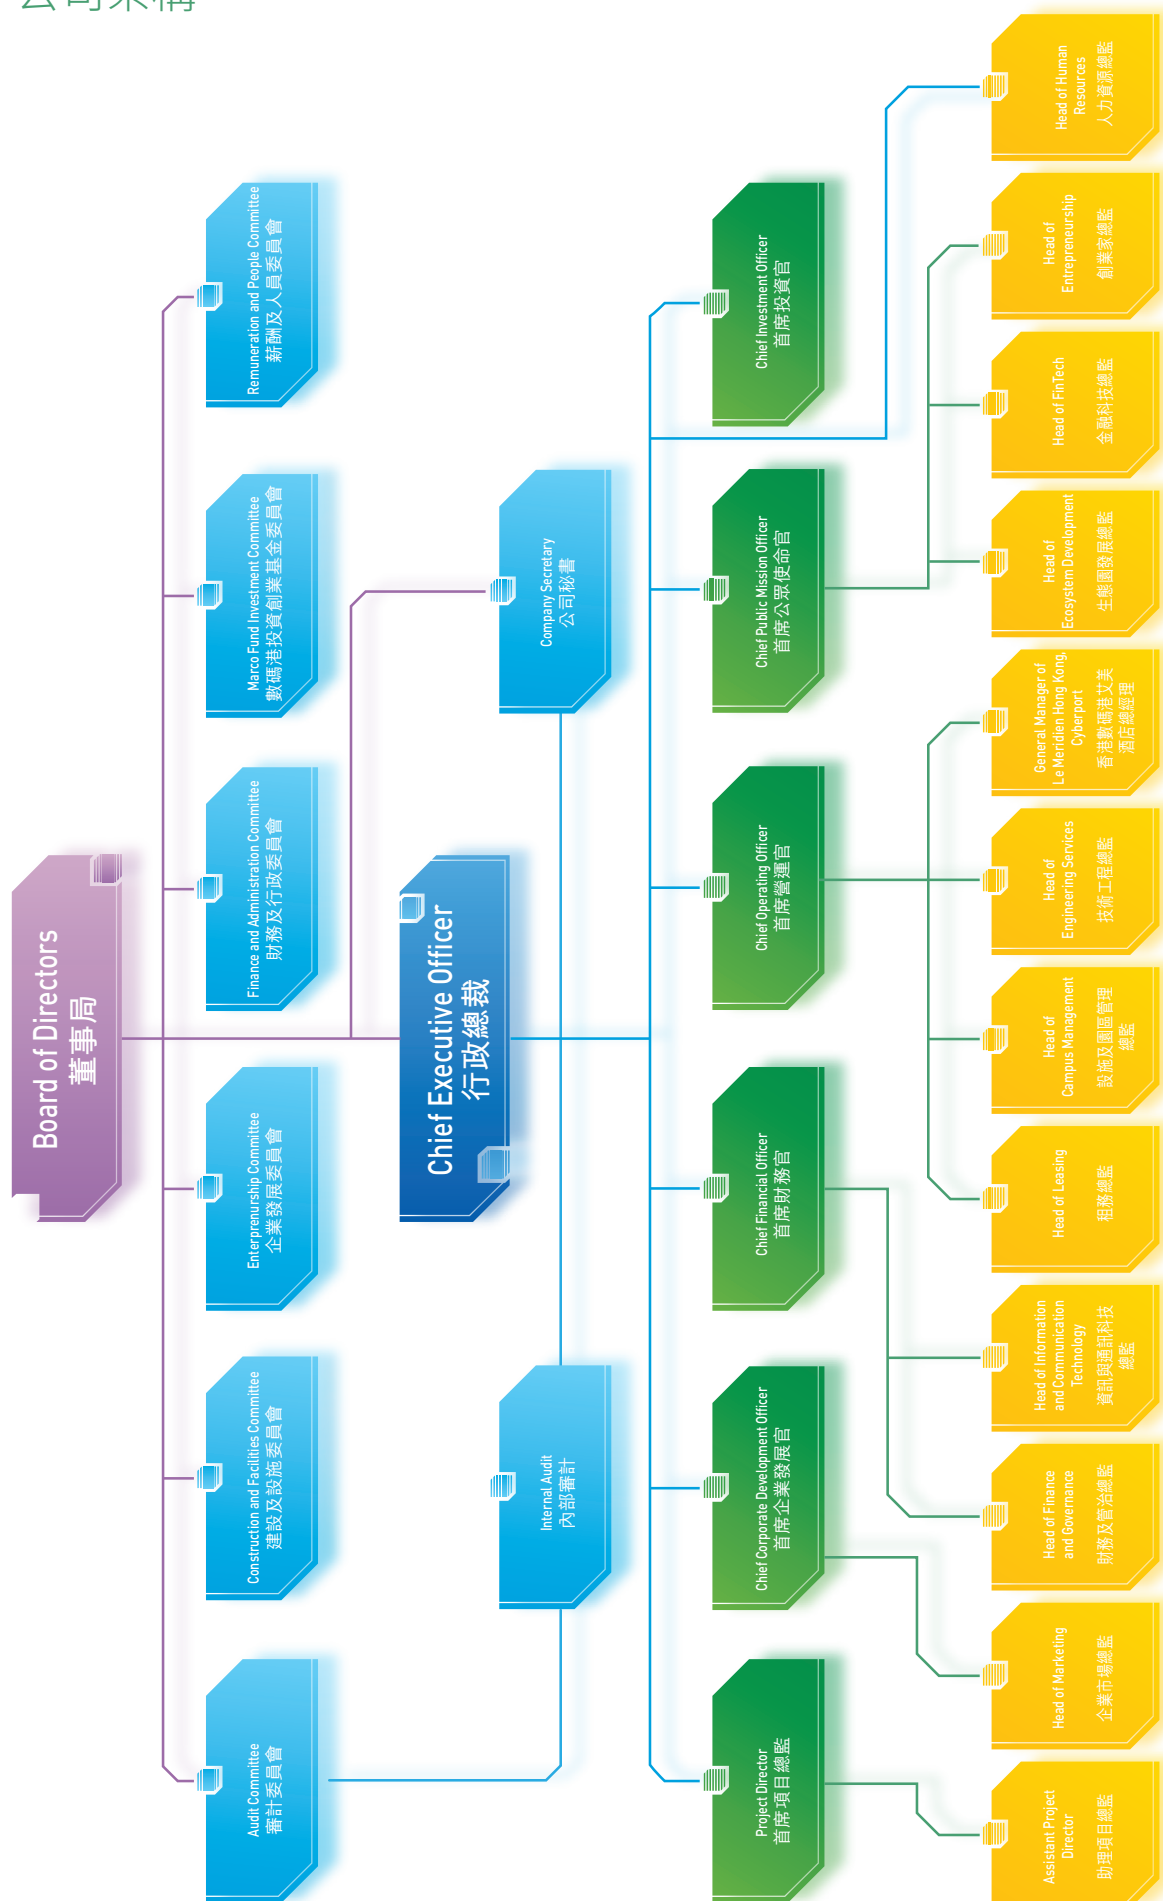 公司架構
Board of Directors
董事局
Audit Committee
審計委員會
Construction and Facilities Committee
建設及設施委員會
Enterprenurship Committee
企業發展委員會
Finance and Administration Committee
財務及行政委員會
Marco Fund Investment Committee
數碼港投資創業基金委員會
Remuneration and People Committee
薪酬及人員委員會
Chief Executive Officer
行政總裁
Internal Audit
內部審計
Company Secretary
公司秘書
Project Director
首席項目總監
Chief Corporate Development Officer
首席企業發展官
Chief Financial Officer
首席財務官
Chief Operating Officer
首席營運官
Chief Public Mission Officer
首席公眾使命官
Chief Investment Officer
首席投資官
Assistant Project
Director
助理項目總監
Head of Marketing
企業市場總監
Head of Finance
and Governance
財務及管治總監
Head of Information
and Communication
Technology
資訊與通訊科技
總監
Head of Leasing
租務總監
Head of
Campus Management
設施及園區管理
總監
Head of
Engineering Services
技術工程總監
General Manager of
Le Meridien Hong Kong,
Cyberport
香港數碼港艾美
酒店總經理
Head of
Ecosystem Development
生態圈發展總監
Head of FinTech
金融科技總監
Head of
Entrepreneurship
創業家總監
Head of Human
Resources
人力資源總監